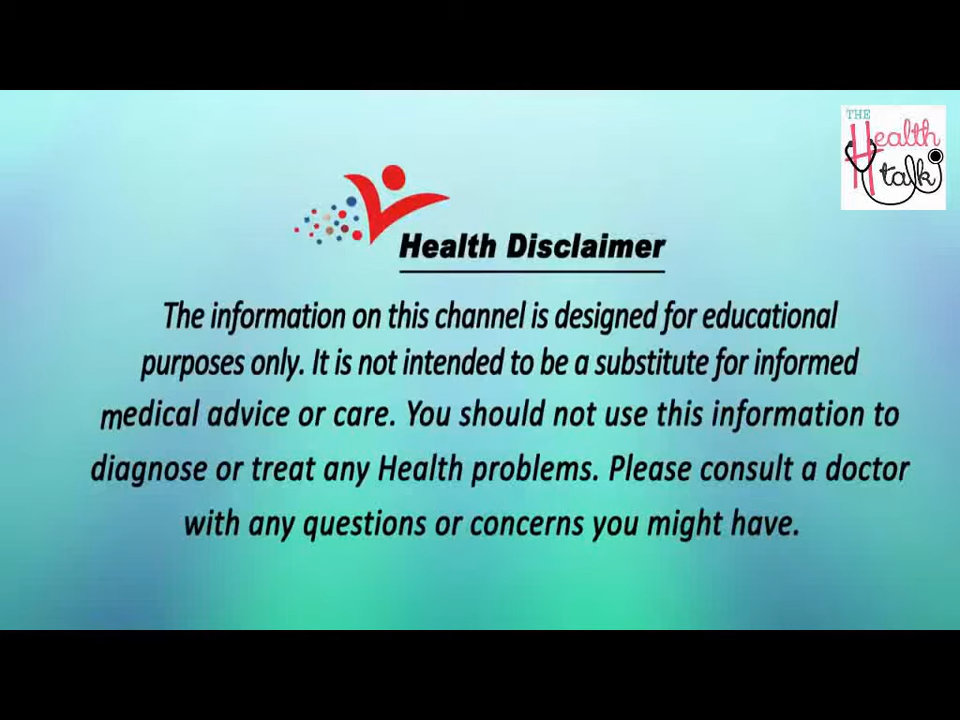 THE
Health
talk
Health Disclaimer
The information on this channel is designed for educational
purposes only. It is not intended to be a substitute for informed
medical advice or care. You should not use this information to
diagnose or treat any Health problems. Please consult a doctor
with any questions or concerns you might have.